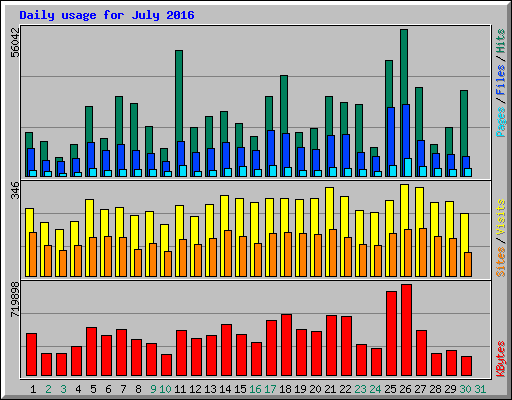 Daily usage for July 2016
56042
346
719898
Pages / Files / Hits
Sites / Visits
KBytes
1 2 3 4 5 6 7 8 9 10 11 12 13 14 15 16 17 18 19 20 21 22 23 24 25 26 27 28 29 30 31